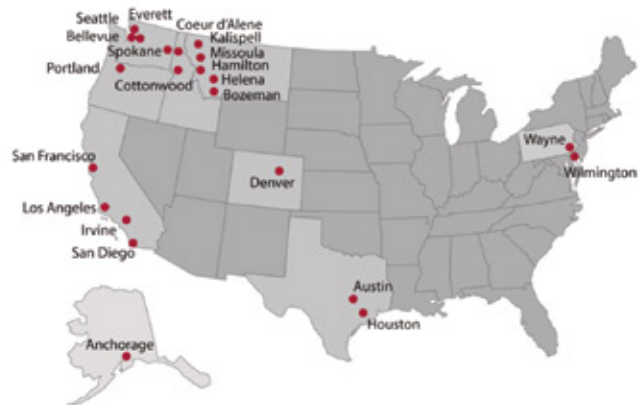 Seattle
Everett
Bellevue
Coeur d'Alene
Kalispell
Spokane
Missoula
Portland
Hamilton
Cottonwood
Helena
Bozeman
Wayne
San Francisco
Denver
Wilmington
Los Angeles
Irvine
San Diego
Austin
Houston
Anchorage